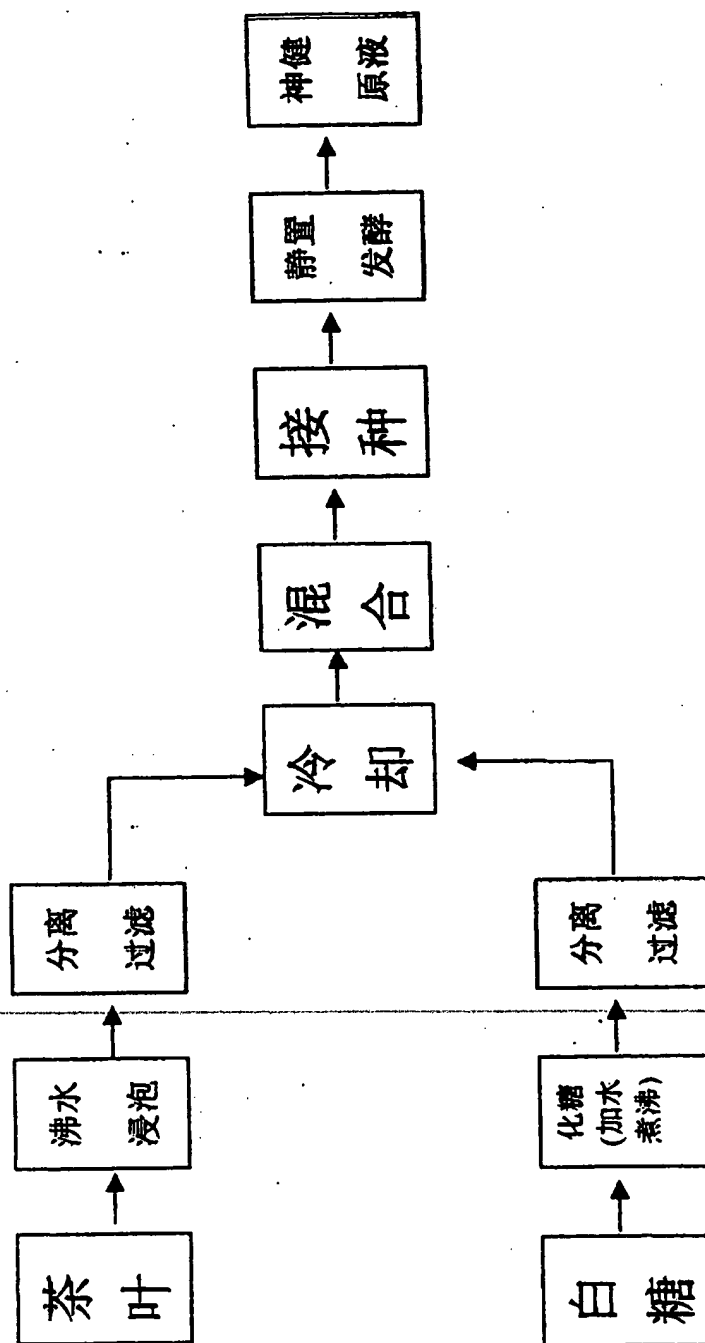 茶叶
沸水
浸泡
分离
过滤
白糖
化糖
(加水
煮沸)
分离
过滤
冷却
混合
接种
静置
发酵
神健
原液